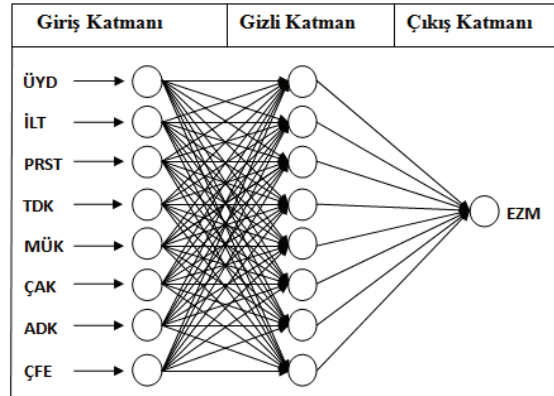 Giriş Katmanı Gizli Katman Çıkış Katmanı
ÜYD
İLT
PRST
TDK
EZM
MÜK
ÇAK
ADK
ÇFE